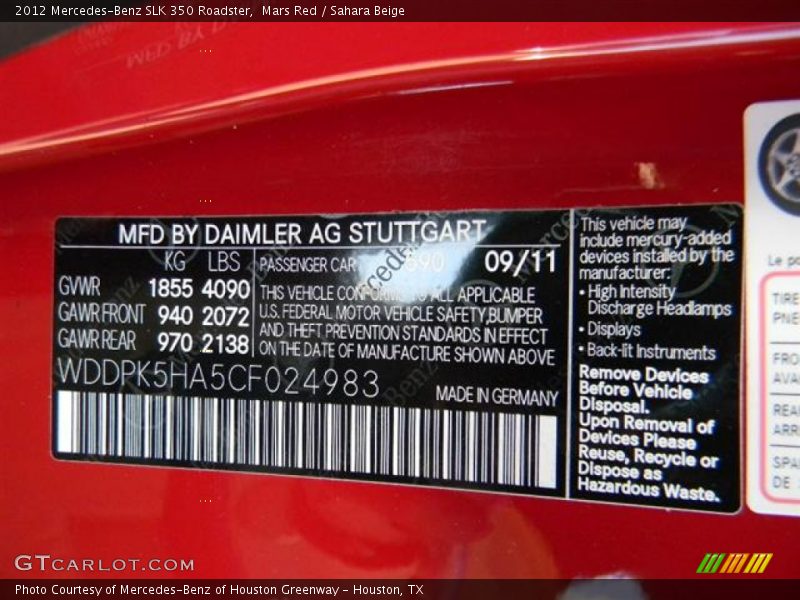 2012 Mercedes-Benz SLK 350 Roadster, Mars Red / Sahara Beige
MFD BY DAIMLER AG STUTTGART
KG LBS
GVWR 1855 4090
GAWR FRONT 940 2072
GAWR REAR 970 2138
PASSENGER CAR 590 09/11
THIS VEHICLE CONFORMS TO ALL APPLICABLE
U.S. FEDERAL MOTOR VEHICLE SAFETY,BUMPER
AND THEFT PREVENTION STANDARDS IN EFFECT
ON THE DATE OF MANUFACTURE SHOWN ABOVE
WDDPK5HA5CF024983
MADE IN GERMANY
This vehicle may
include mercury-added
devices installed by the
manufacturer:
• High Intensity
Discharge Headlamps
• Displays
• Back-lit Instruments
Remove Devices
Before Vehicle
Disposal.
Upon Removal of
Devices Please
Reuse, Recycle or
Dispose as
Hazardous Waste.
Le
TIRE
DE
GTCARLOT.COM
Photo Courtesy of Mercedes-Benz of Houston Greenway - Houston, TX